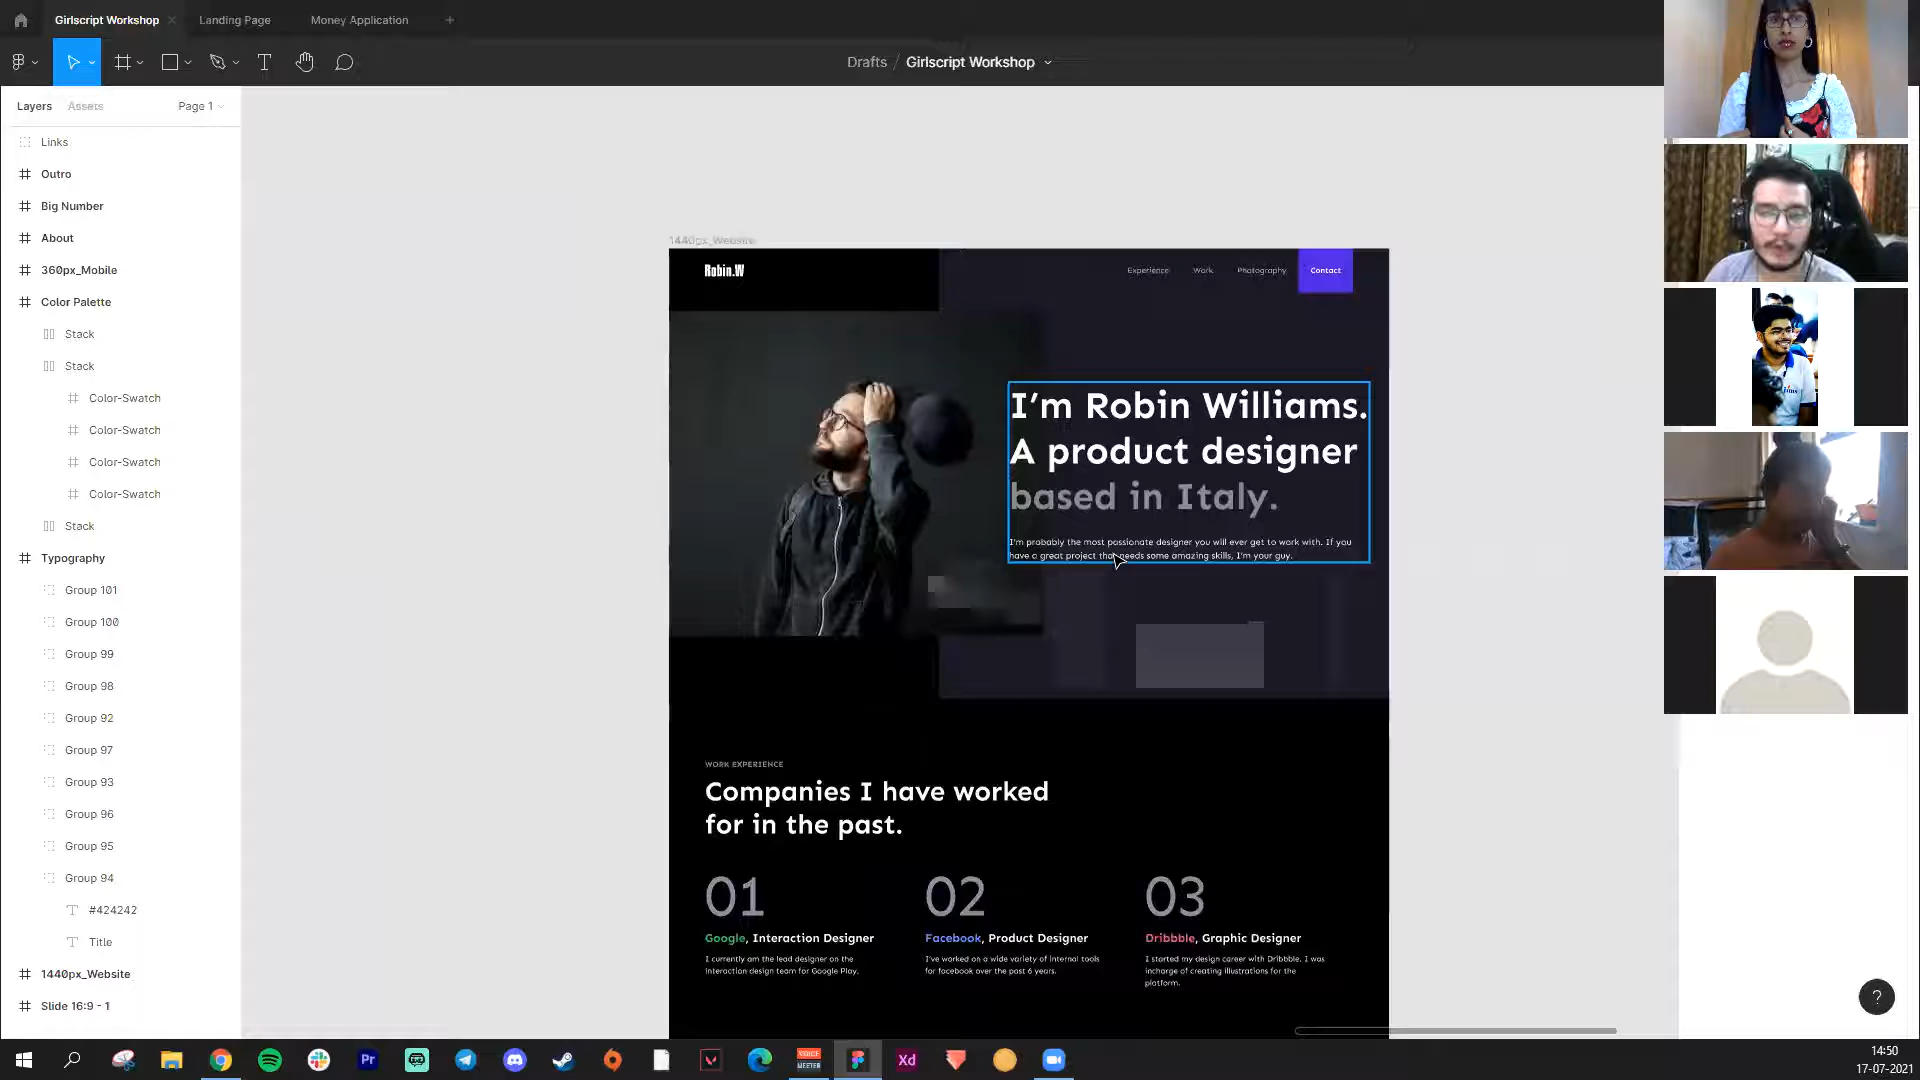 Girlscript Workshop
Landing Page
Money Application
Drafts / Girlscript Workshop
Layers
Assets
Page 1
Links
Outro
Big Number
About
360px_Mobile
Color Palette
Stack
Stack
Color-Swatch
Color-Swatch
Color-Swatch
Color-Swatch
Stack
Typography
Group 101
Group 100
Group 99
Group 98
Group 92
Group 97
Group 93
Group 96
Group 95
Group 94
#424242
Title
1440px_Website
Slide 16:9 - 1
1440px_Website
Robin.W
Experience
Work
Photography
Contact
I'm Robin Williams.
A product designer
based in Italy.
I'm probably the most passionate designer you will ever get to work with. If you
have a great project that needs some amazing skills, I'm your guy.
WORK EXPERIENCE
Companies I have worked
for in the past.
01
Google, Interaction Designer
I currently am the lead designer on the
interaction design team for Google Play.
02
Facebook, Product Designer
I've worked on a wide variety of internal tools
for facebook over the past 6 years.
03
Dribbble, Graphic Designer
I started my design career with Dribbble. I was
incharge of creating illustrations for the
platform.
?
Pr
VOICE
MEETER
Xd
14:50
17-07-2021